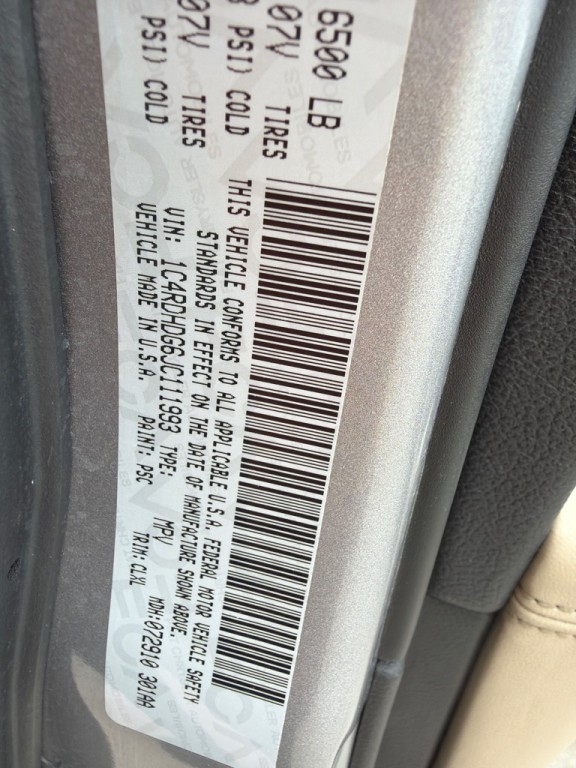 6500 LB
07V TIRES
PSI) COLD
07V TIRES
PSI) COLD
THIS VEHICLE CONFORMS TO ALL APPLICABLE U.S.A. FEDERAL MOTOR VEHICLE SAFETY
STANDARDS IN EFFECT ON THE DATE OF MANUFACTURE SHOWN ABOVE.
VIN: 1C4RDHDG6JC111993 TYPE: MPV
VEHICLE MADE IN U.S.A. PAINT: PSC TRIM: CLXL MDH:072910 301AA